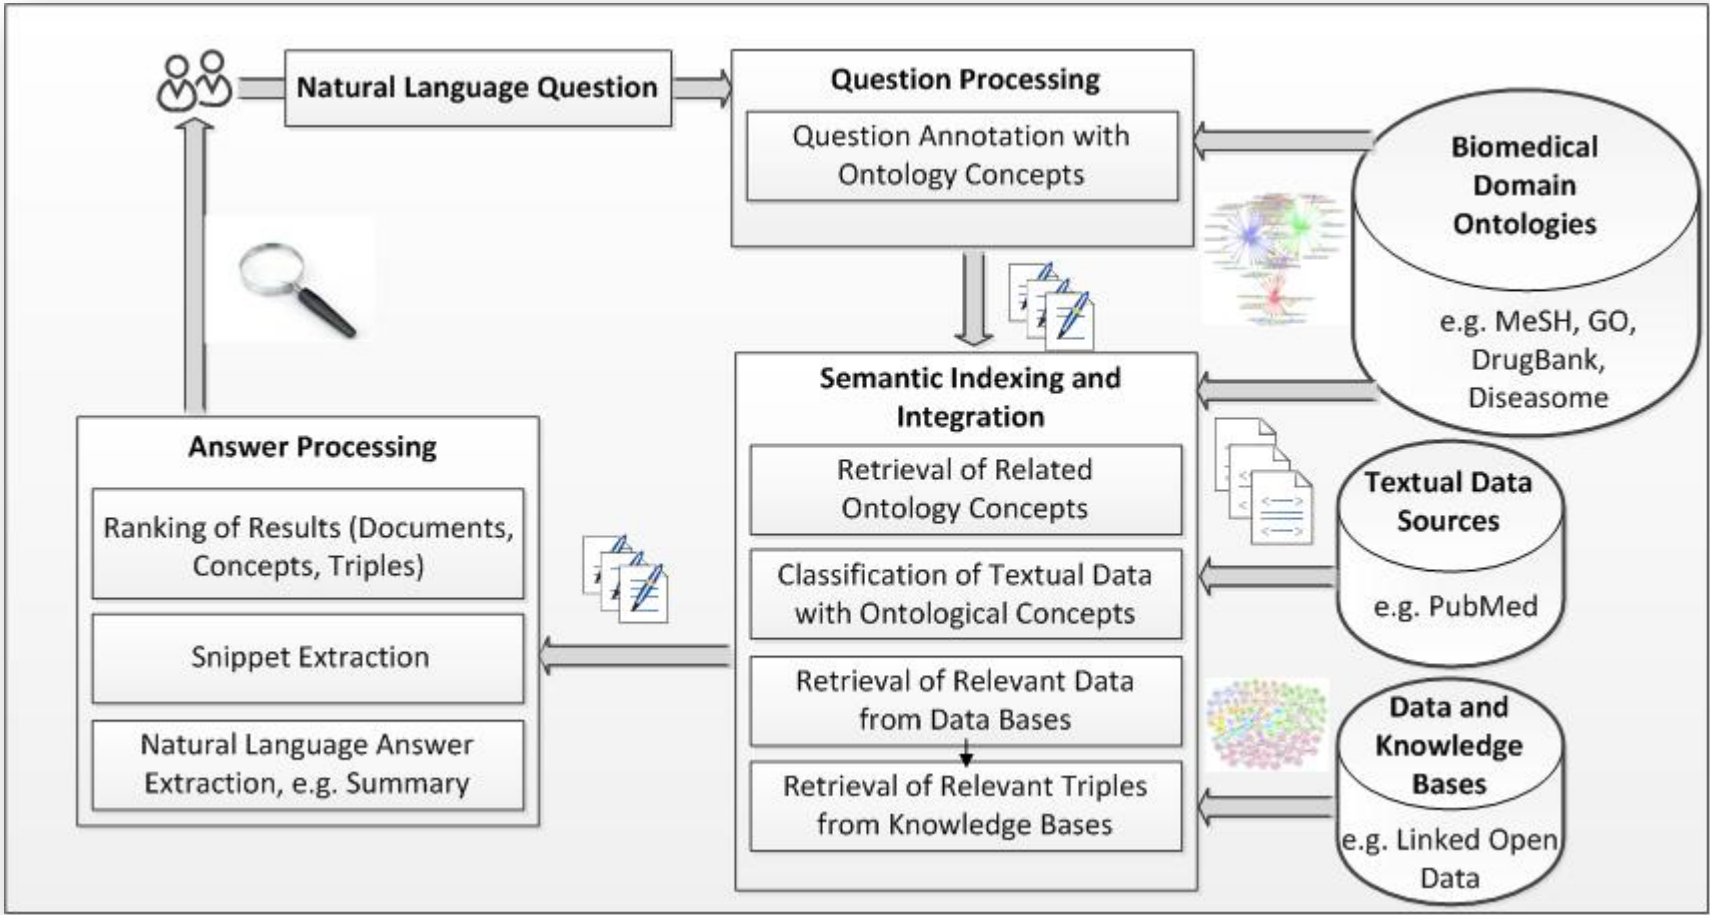 Natural Language Question
Question Processing
Question Annotation with
Ontology Concepts
Biomedical
Domain
Ontologies
e.g. MeSH, GO,
DrugBank,
Diseasome
Semantic Indexing and
Integration
Retrieval of Related
Ontology Concepts
Classification of Textual Data
with Ontological Concepts
Retrieval of Relevant Data
from Data Bases
Retrieval of Relevant Triples
from Knowledge Bases
Textual Data
Sources
e.g. PubMed
Data and
Knowledge
Bases
e.g. Linked Open
Data
Answer Processing
Ranking of Results (Documents,
Concepts, Triples)
Snippet Extraction
Natural Language Answer
Extraction, e.g. Summary